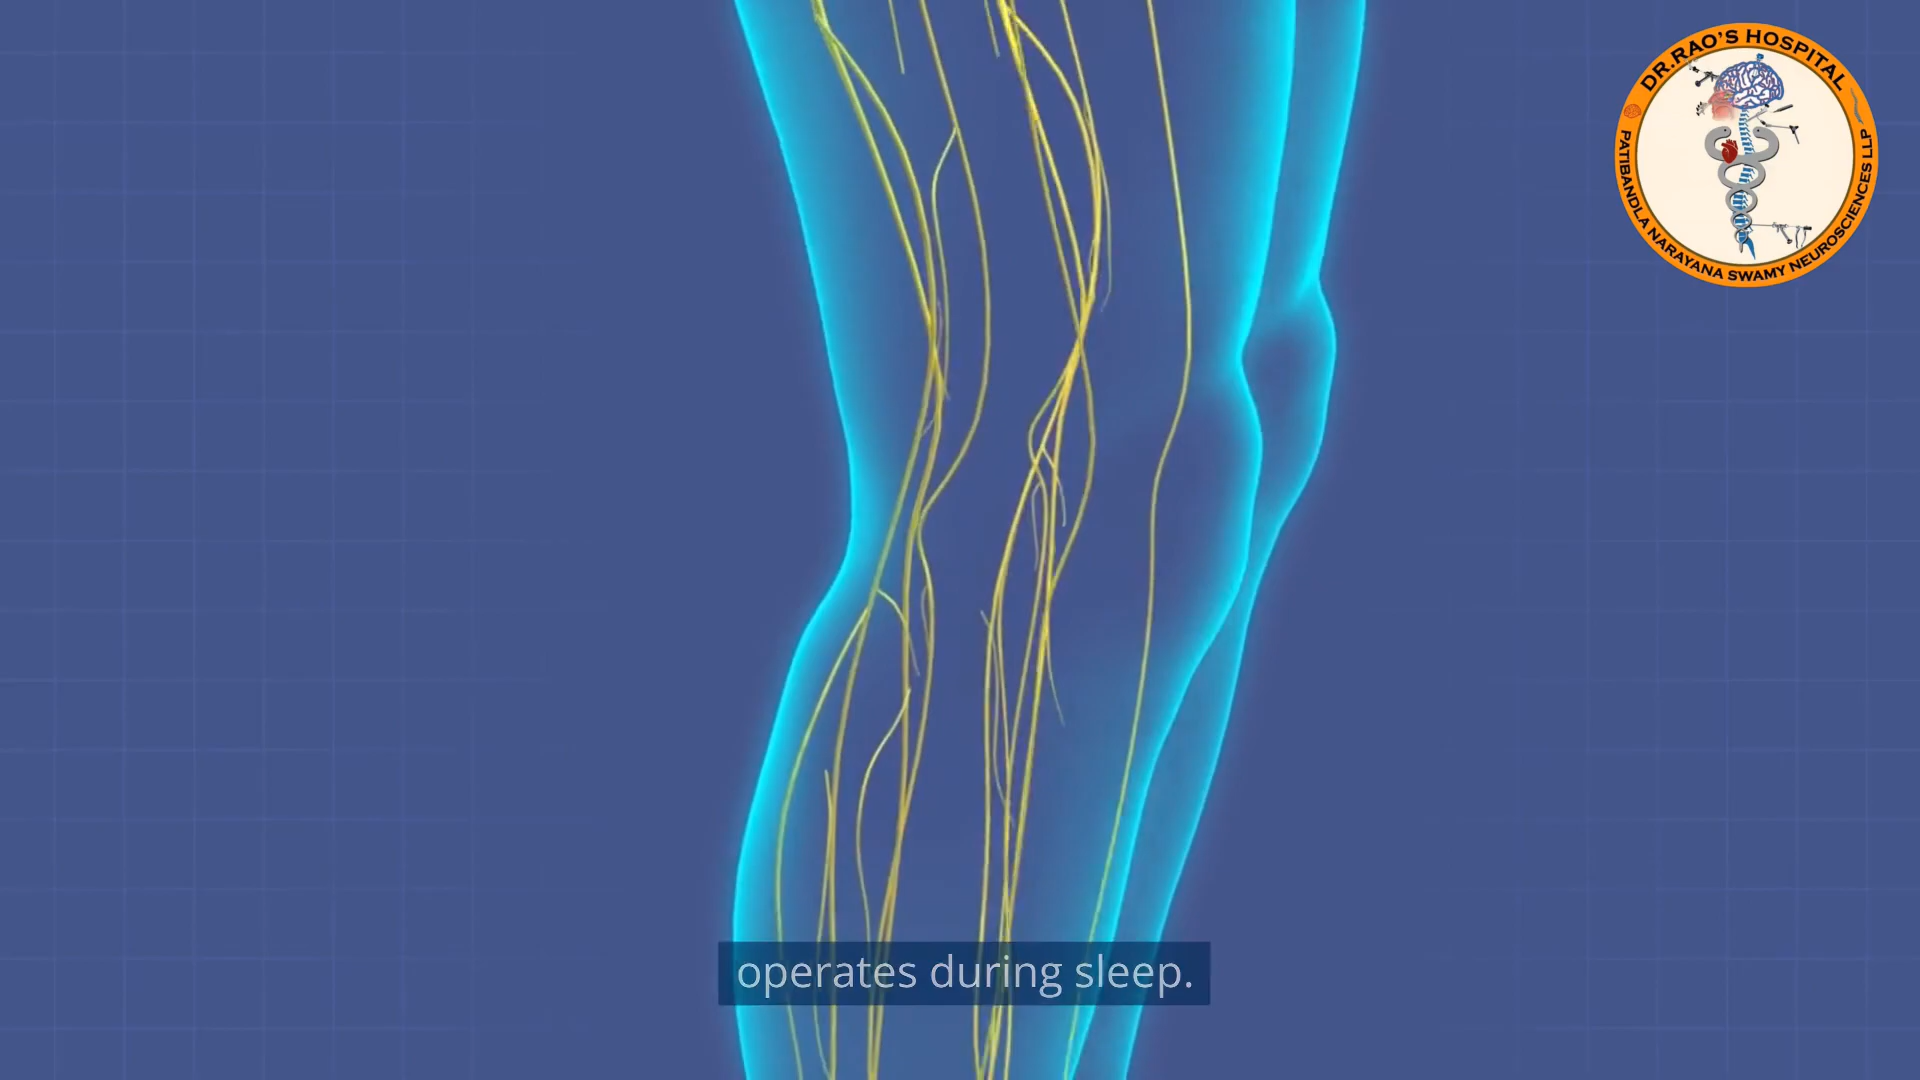 DR.RAO'S HOSPITAL
PATIBANDLA NARAYANA SWAMY NEUROSCIENCES LLP
operates during sleep.